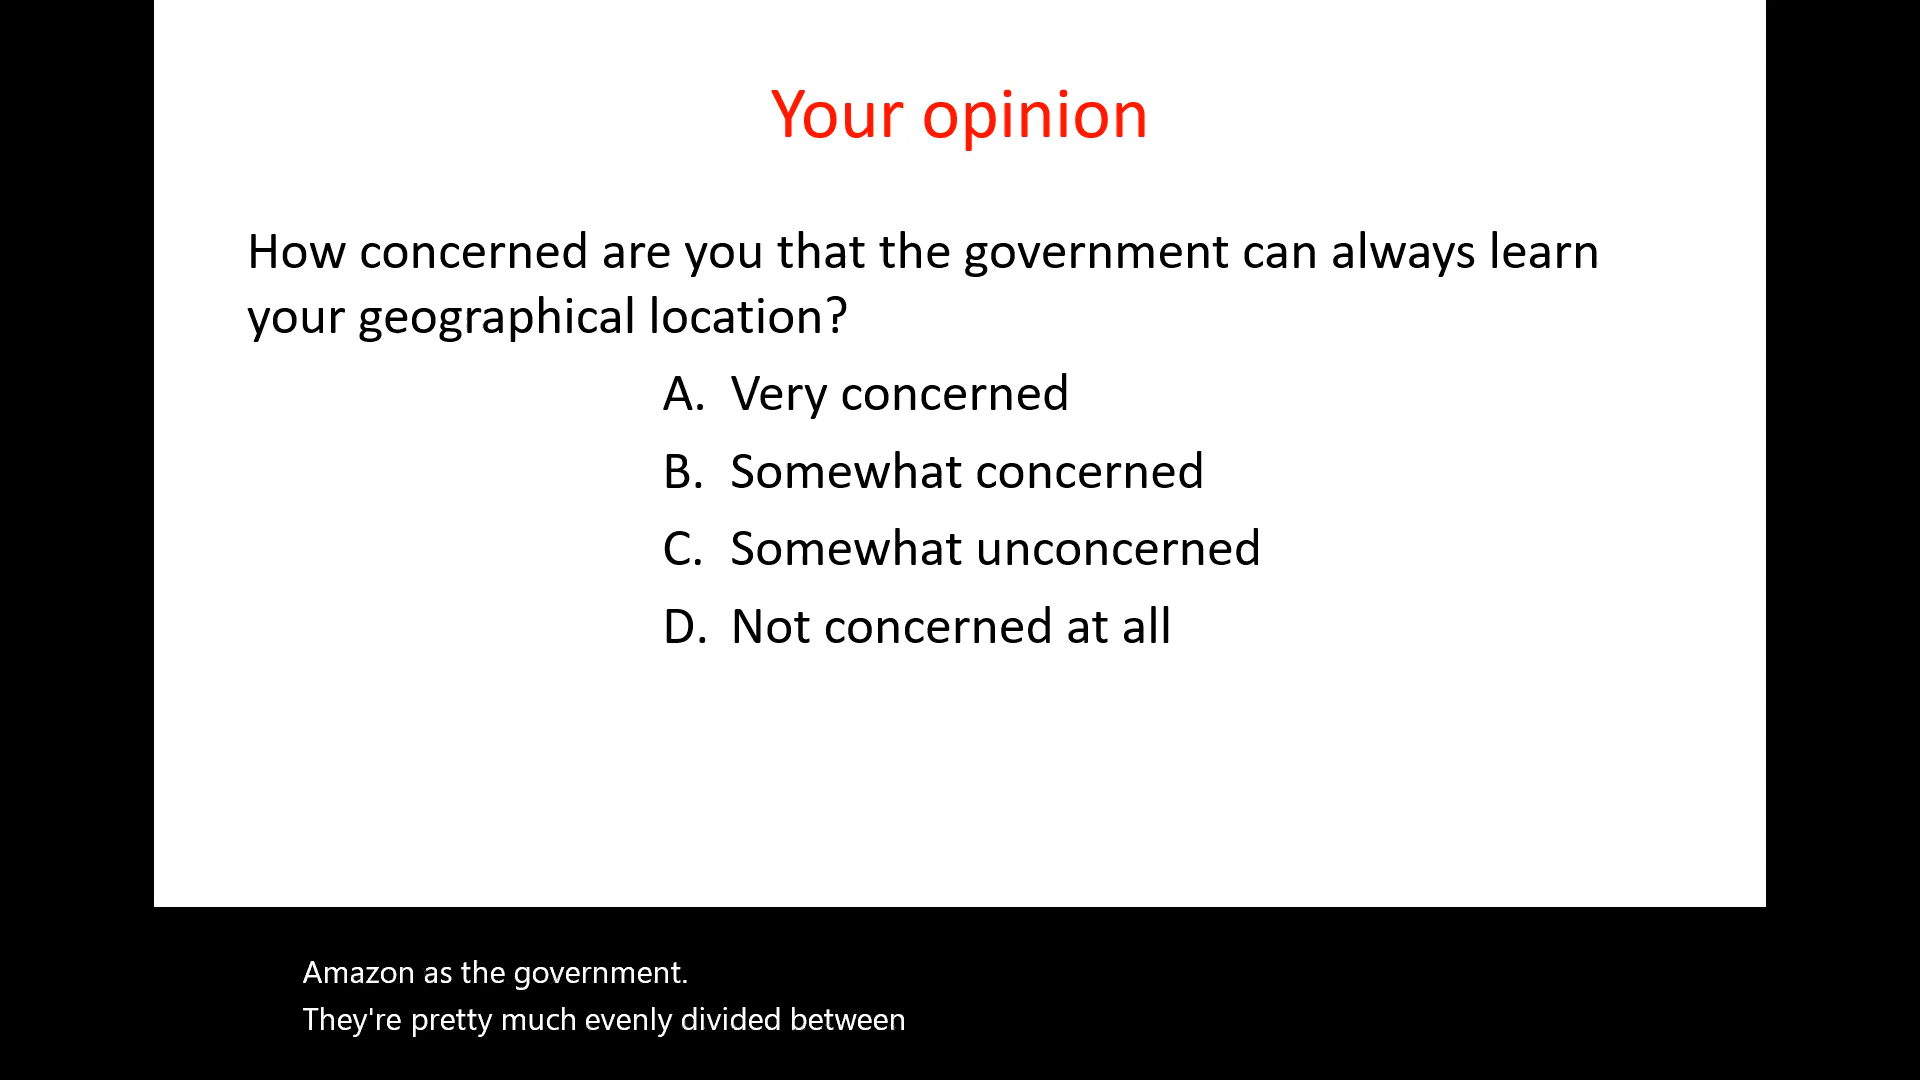 Your opinion
How concerned are you that the government can always learn
your geographical location?
A. Very concerned
B. Somewhat concerned
C. Somewhat unconcerned
D. Not concerned at all
Amazon as the government.
They're pretty much evenly divided between